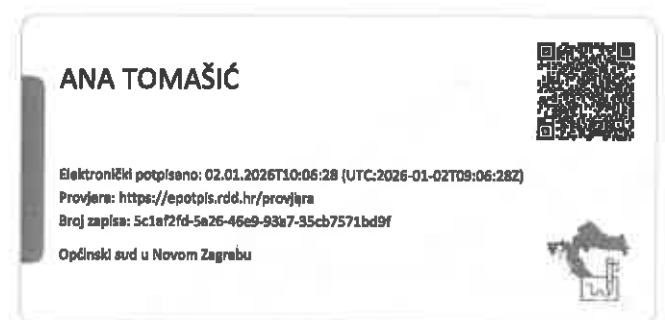 ANA TOMAŠIĆ
Elektronički potpisano: 02.01.2026T10:06:28 (UTC:2026-01-02T09:06:28Z)
Provjera: https://epotpis.rdd.hr/provjera
Broj zapisa: 5c1af2fd-5a26-46e9-93a7-35cb7571bd9f
Općinski sud u Novom Zagrebu